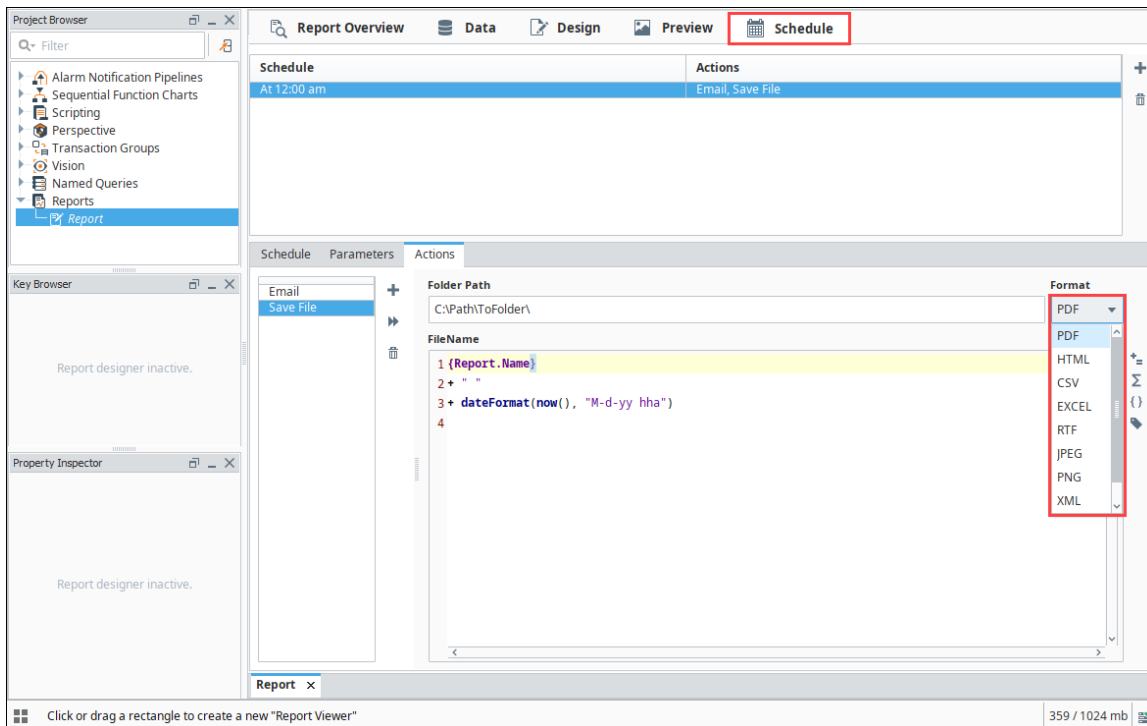 Project Browser
Report Overview
Data
Design
Preview
Schedule
Filter
Alarm Notification Pipelines
Sequential Function Charts
Scripting
Perspective
Transaction Groups
Vision
Named Queries
Reports
Report
Schedule Actions
At 12:00 am Email, Save File
Schedule Parameters Actions
Key Browser
Report designer inactive.
Property Inspector
Report designer inactive.
Email
Save File
Folder Path
C:\Path\ToFolder\
Format
PDF
PDF
HTML
CSV
EXCEL
RTF
JPEG
PNG
XML
FileName
1 {Report.Name}
2 + " "
3 + dateFormat(now(), "M-d-yy hha")
4
Report
Click or drag a rectangle to create a new "Report Viewer"
359 / 1024 mb